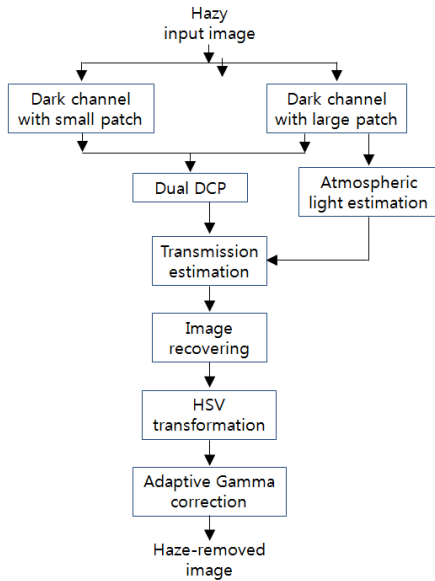 Hazy
input image
Dark channel
with small patch
Dark channel
with large patch
Dual DCP
Atmospheric
light estimation
Transmission
estimation
Image
recovering
HSV
transformation
Adaptive Gamma
correction
Haze-removed
image